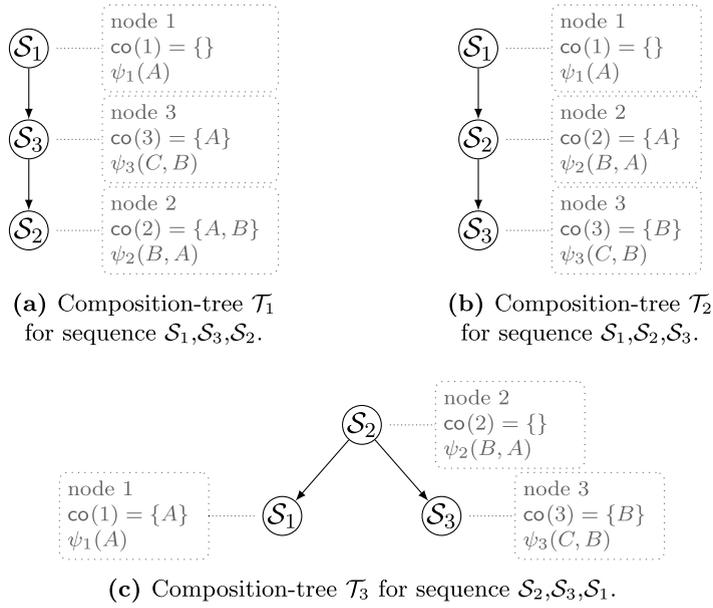 𝒮₁
node 1
co(1) = {}
ψ₁(A)
𝒮₃
node 3
co(3) = {A}
ψ₃(C, B)
𝒮₂
node 2
co(2) = {A, B}
ψ₂(B, A)
(a) Composition-tree 𝒯₁
for sequence 𝒮₁,𝒮₃,𝒮₂.
𝒮₁
node 1
co(1) = {}
ψ₁(A)
𝒮₂
node 2
co(2) = {A}
ψ₂(B, A)
𝒮₃
node 3
co(3) = {B}
ψ₃(C, B)
(b) Composition-tree 𝒯₂
for sequence 𝒮₁,𝒮₂,𝒮₃.
𝒮₂
node 2
co(2) = {}
ψ₂(B, A)
node 1
co(1) = {A}
ψ₁(A)
𝒮₁
𝒮₃
node 3
co(3) = {B}
ψ₃(C, B)
(c) Composition-tree 𝒯₃ for sequence 𝒮₂,𝒮₃,𝒮₁.